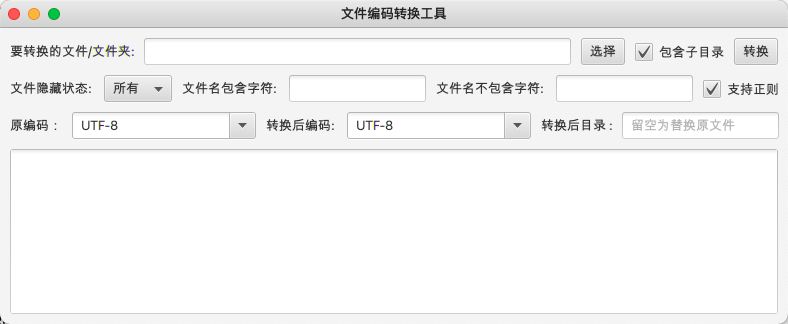 文件编码转换工具
要转换的文件/文件夹: 选择 包含子目录 转换
文件隐藏状态: 所有 文件名包含字符: 文件名不包含字符: 支持正则
原编码： UTF-8 转换后编码: UTF-8 转换后目录： 留空为替换原文件